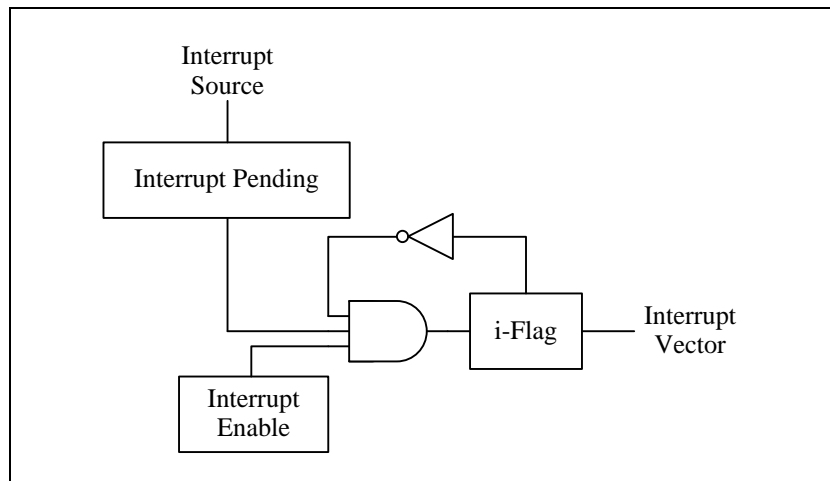 Interrupt
Source
Interrupt Pending
i-Flag
Interrupt
Vector
Interrupt
Enable